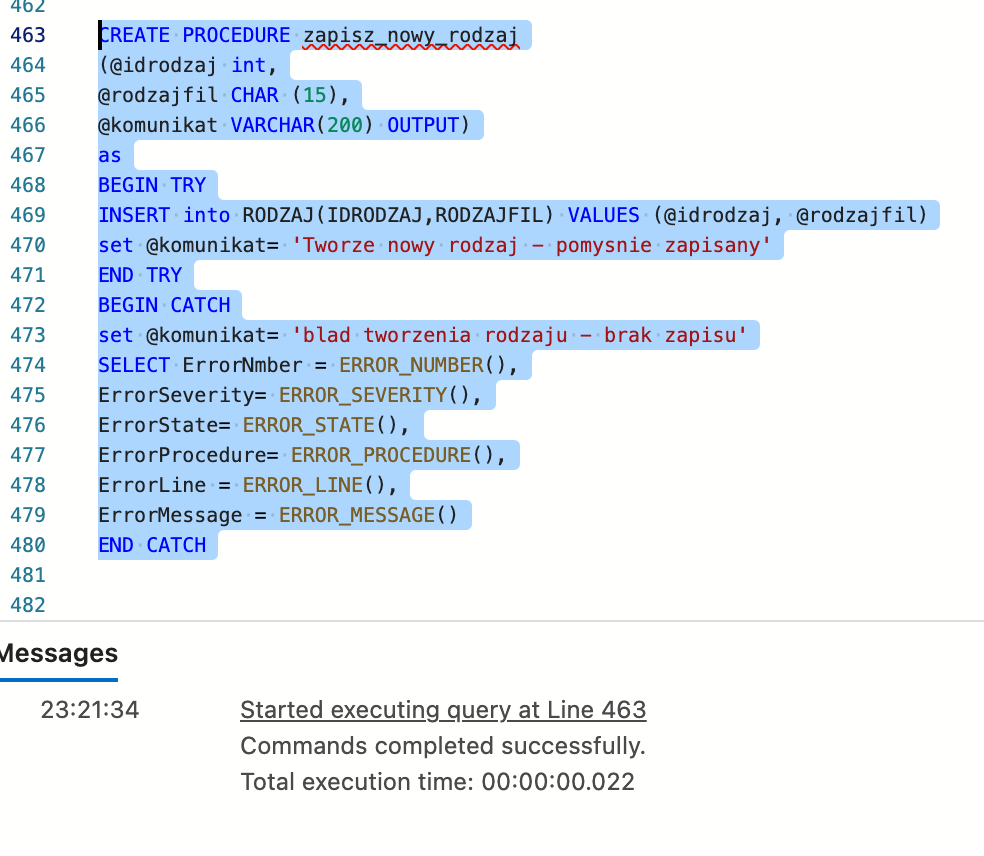 462
463 CREATE PROCEDURE zapisz_nowy_rodzaj
464 (@idrodzaj int,
465 @rodzajfil CHAR (15),
466 @komunikat VARCHAR(200) OUTPUT)
467 as
468 BEGIN TRY
469 INSERT into RODZAJ(IDRODZAJ,RODZAJFIL) VALUES (@idrodzaj, @rodzajfil)
470 set @komunikat= 'Tworze nowy rodzaj - pomysnie zapisany'
471 END TRY
472 BEGIN CATCH
473 set @komunikat= 'blad tworzenia rodzaju - brak zapisu'
474 SELECT ErrorNmber = ERROR_NUMBER(),
475 ErrorSeverity= ERROR_SEVERITY(),
476 ErrorState= ERROR_STATE(),
477 ErrorProcedure= ERROR_PROCEDURE(),
478 ErrorLine = ERROR_LINE(),
479 ErrorMessage = ERROR_MESSAGE()
480 END CATCH
481
482
Messages
23:21:34 Started executing query at Line 463
Commands completed successfully.
Total execution time: 00:00:00.022